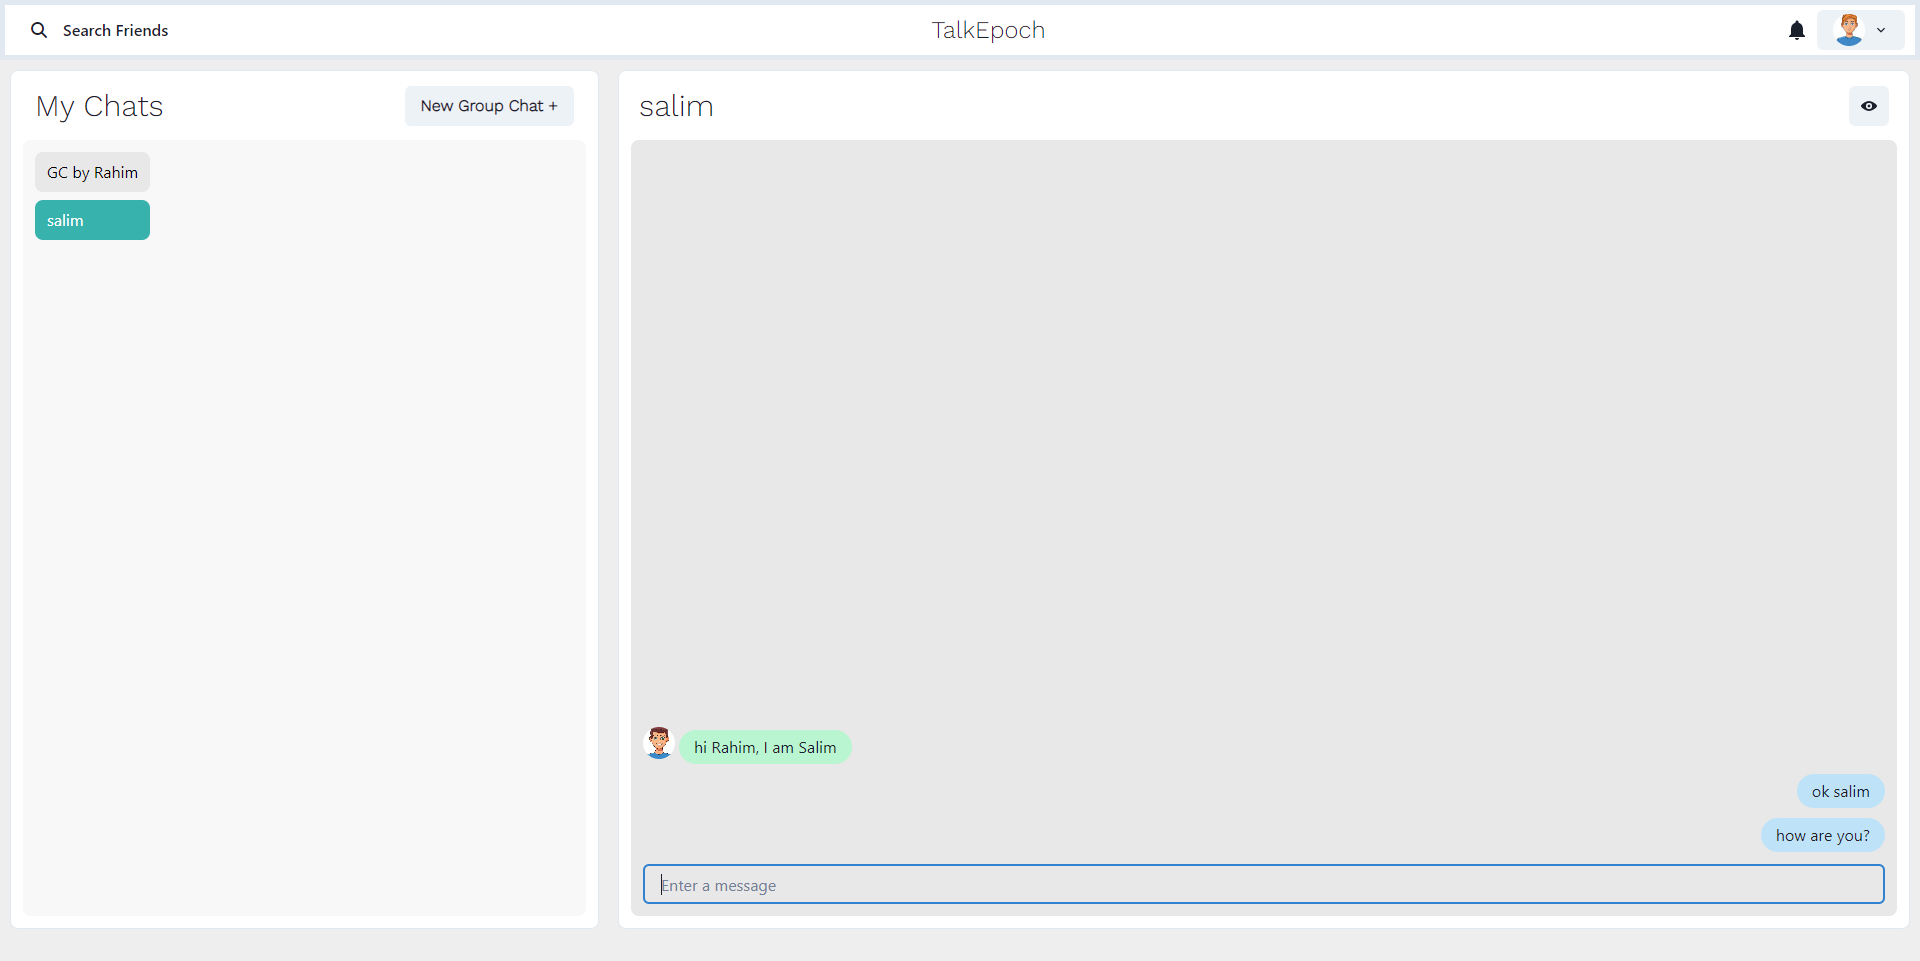 Search Friends
TalkEpoch
My Chats
New Group Chat +
GC by Rahim
salim
salim
hi Rahim, I am Salim
ok salim
how are you?
Enter a message